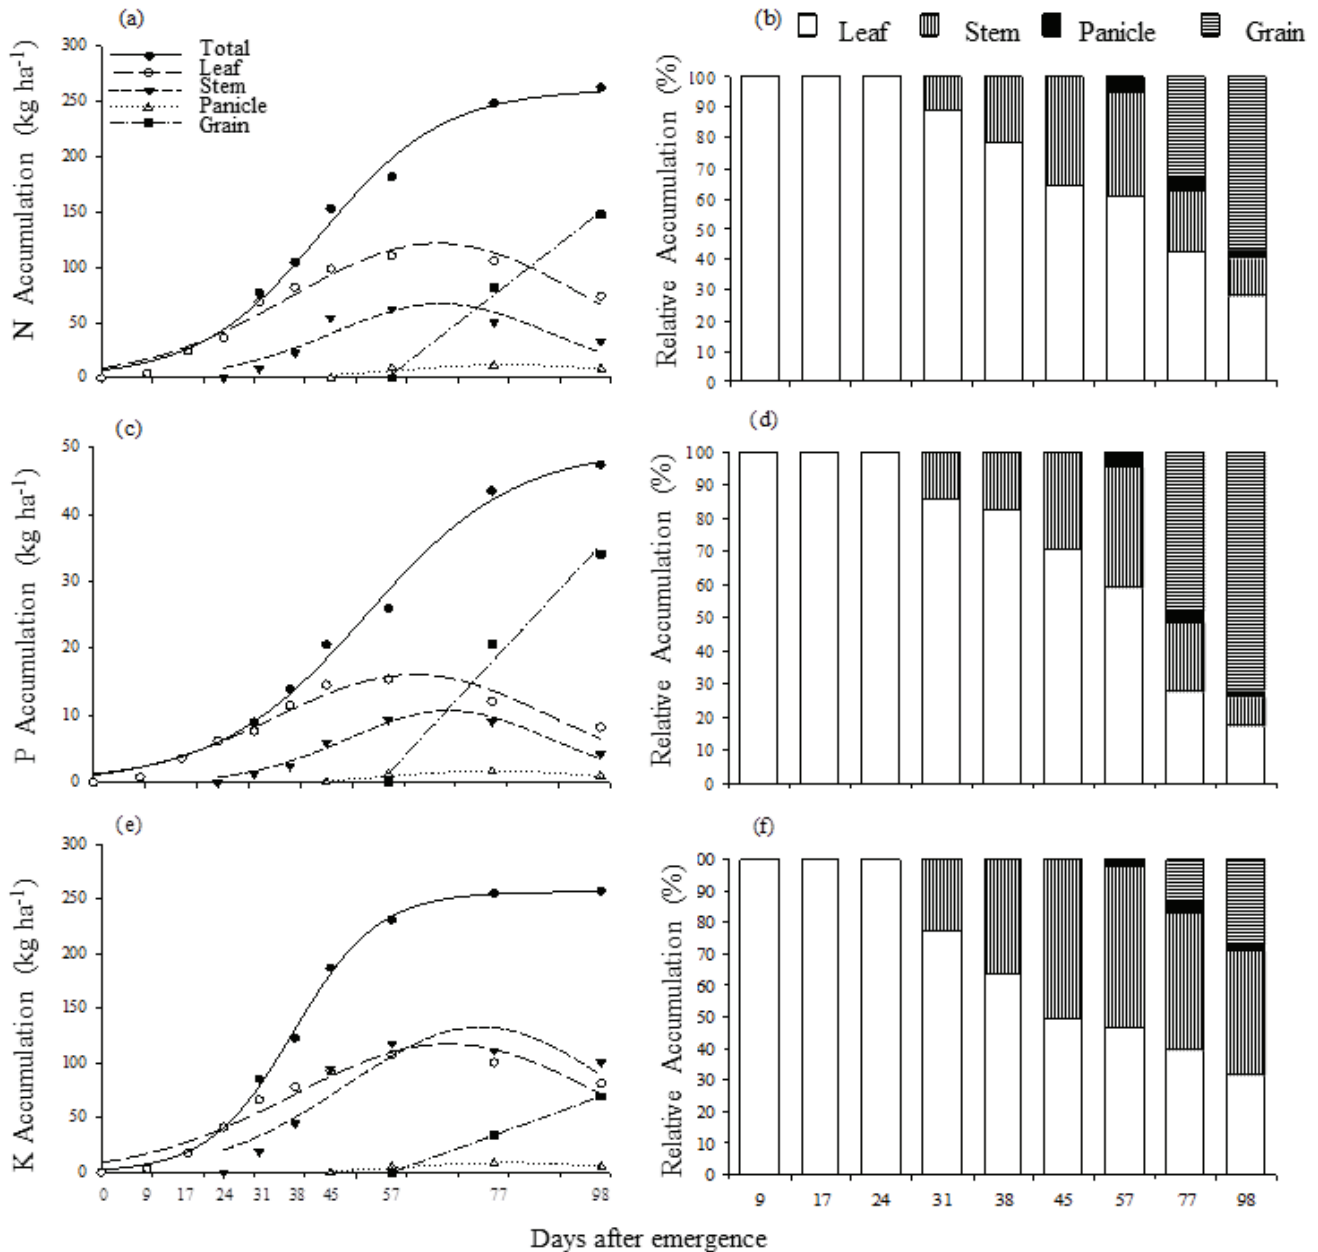 (a)
N Accumulation (kg ha⁻¹)
300
250
200
150
100
50
0
Total
Leaf
Stem
Panicle
Grain
(b)
Leaf Stem Panicle Grain
Relative Accumulation (%)
100
90
80
70
60
50
40
30
20
10
0
(c)
P Accumulation (kg ha⁻¹)
50
40
30
20
10
0
(d)
Relative Accumulation (%)
100
90
80
70
60
50
40
30
20
10
0
(e)
K Accumulation (kg ha⁻¹)
300
250
200
150
100
50
0
0 9 17 24 31 38 45 57 77 98
(f)
Relative Accumulation (%)
00
90
80
70
60
50
40
30
20
10
0
9 17 24 31 38 45 57 77 98
Days after emergence